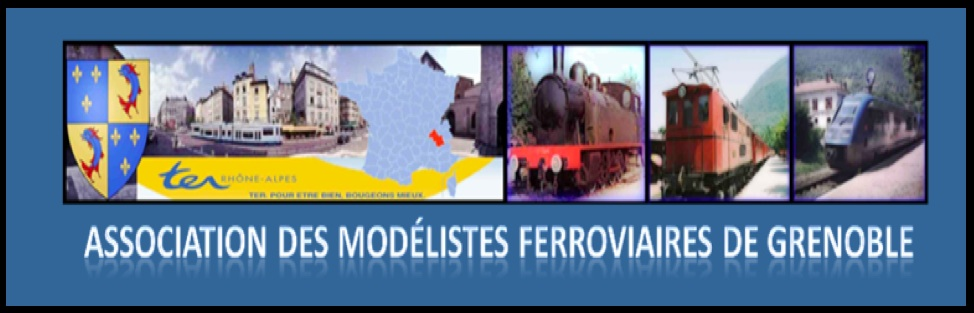 ter RHÔNE-ALPES
TER. POUR ETRE BIEN, BOUGEONS MIEUX.
ASSOCIATION DES MODÉLISTES FERROVIAIRES DE GRENOBLE